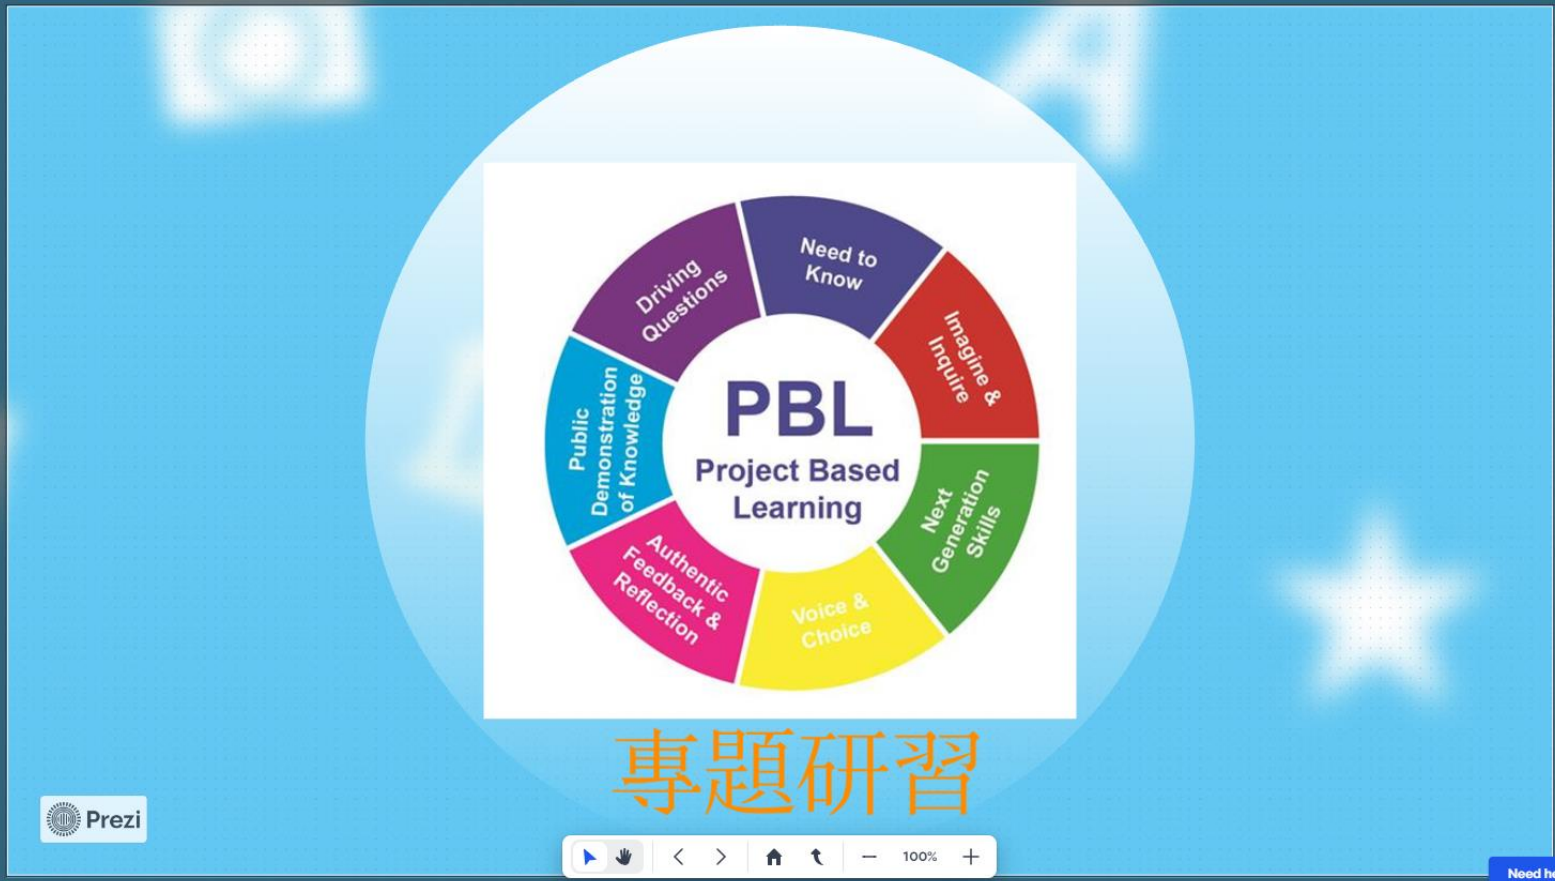 Need to
Know
Imagine &
Inquire
Next
Generation
Skills
Voice &
Choice
Authentic
Feedback &
Reflection
Public
Demonstration
of Knowledge
Driving
Questions
PBL
Project Based
Learning
專題研習
Prezi
100%
Need